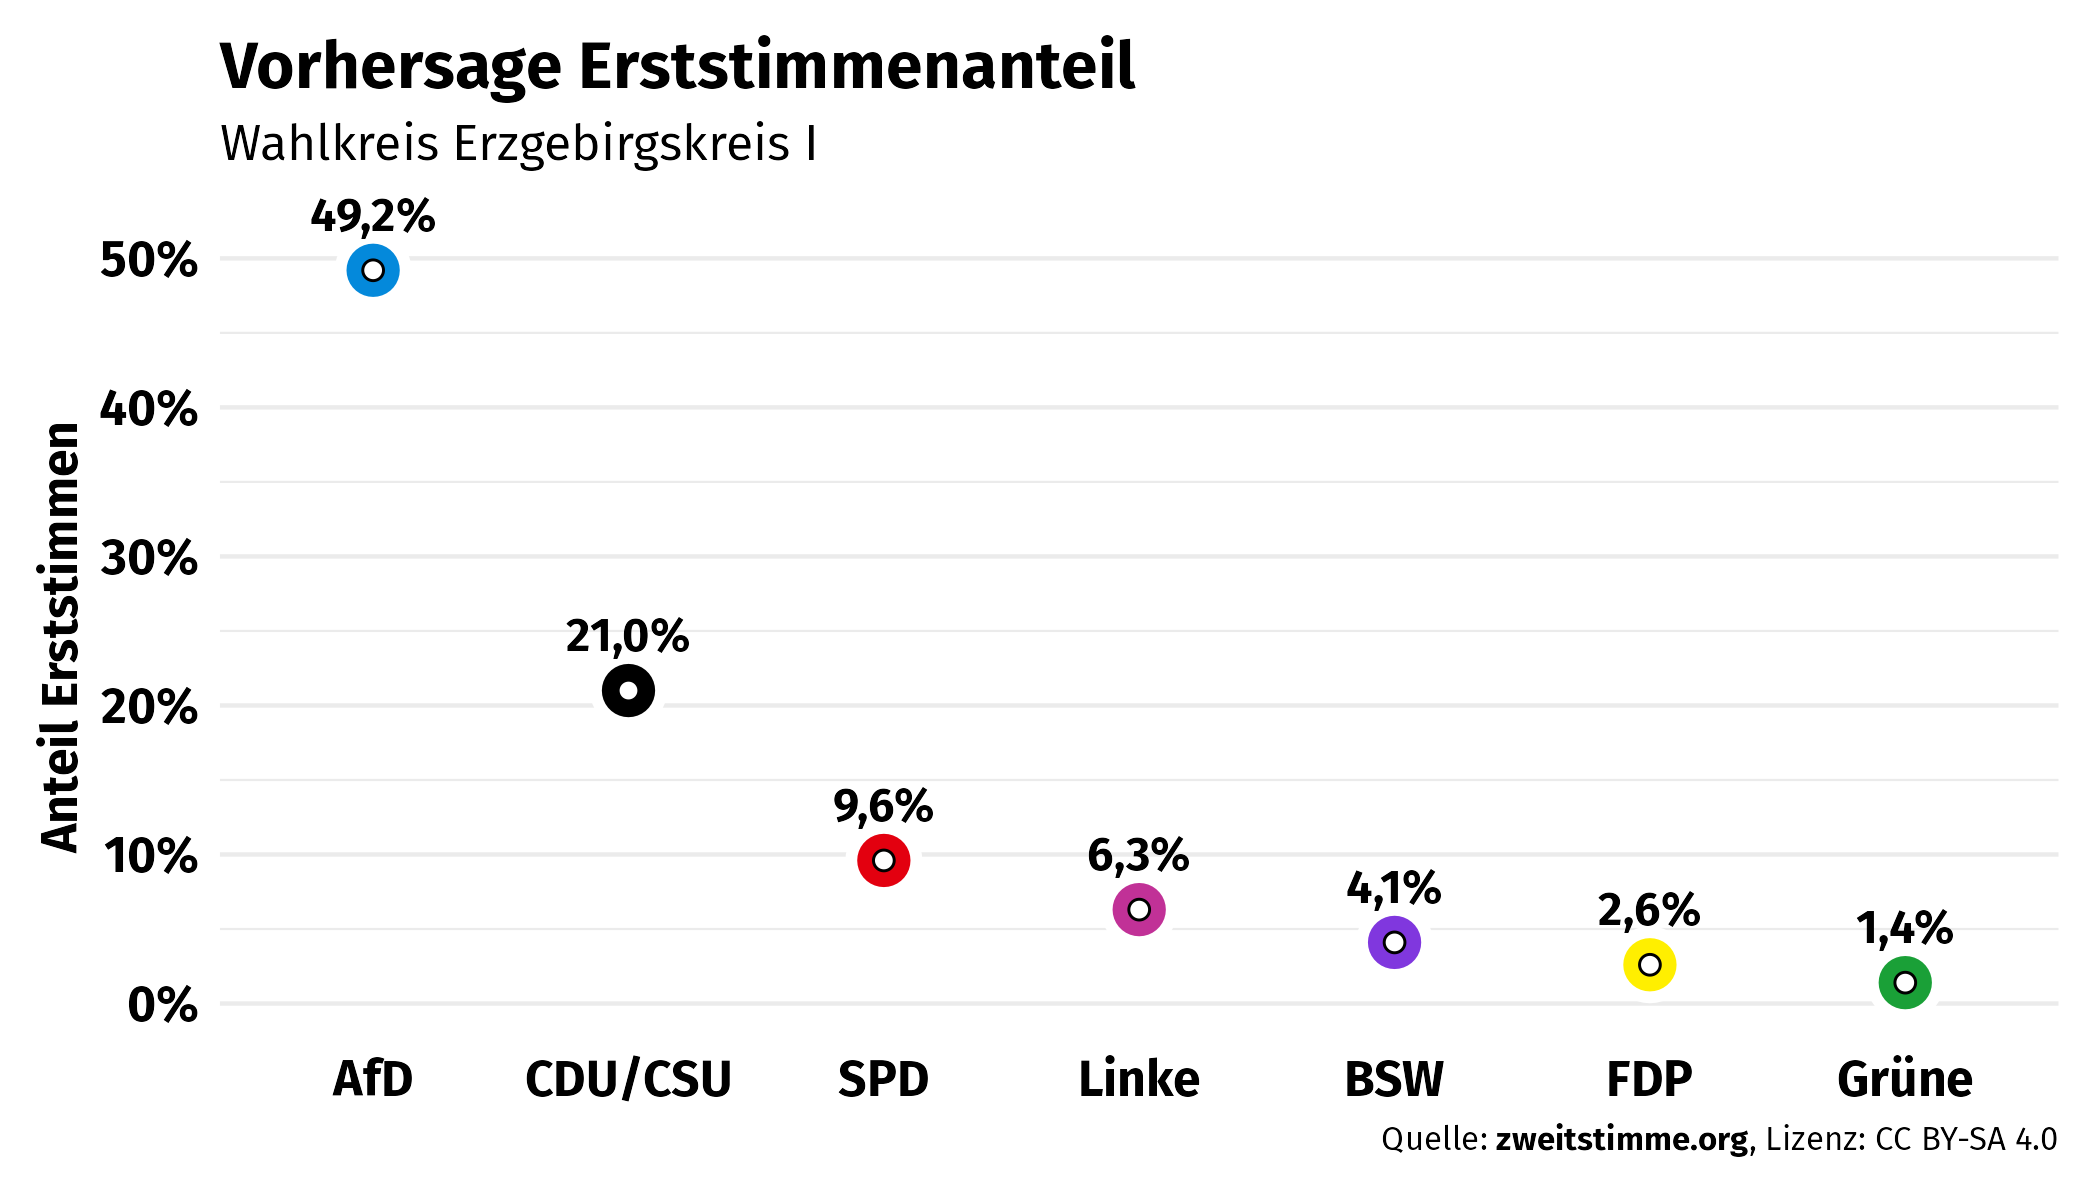 Vorhersage Erststimmenanteil
Wahlkreis Erzgebirgskreis I
Anteil Erststimmen
50%
40%
30%
20%
10%
0%
49,2%
21,0%
9,6%
6,3%
4,1%
2,6%
1,4%
AfD
CDU/CSU
SPD
Linke
BSW
FDP
Grüne
Quelle: zweitstimme.org, Lizenz: CC BY-SA 4.0